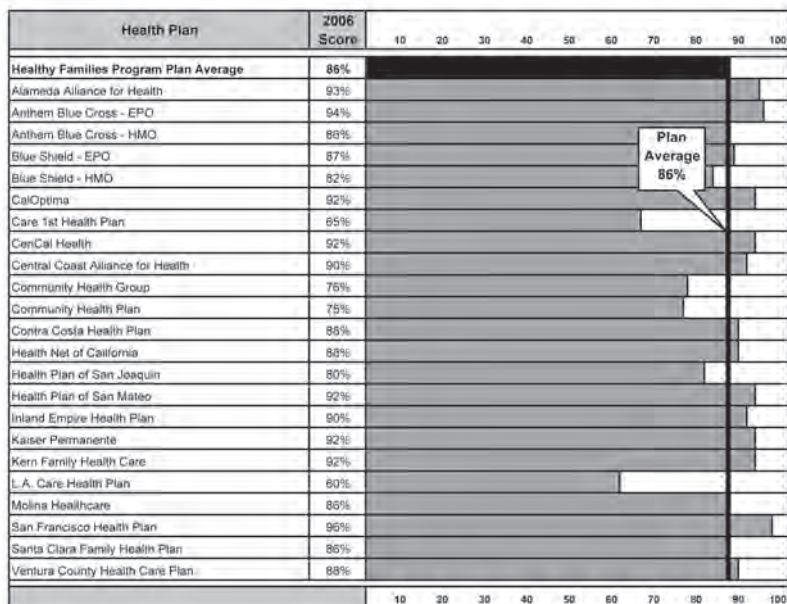 Health Plan 2006 Score 10 20 30 40 50 60 70 80 90 100
Healthy Families Program Plan Average 86%
Alameda Alliance for Health 93%
Anthem Blue Cross - EPO 94%
Anthem Blue Cross - HMO 86%
Blue Shield - EPO 87%
Blue Shield - HMO 82%
CalOptima 92%
Care 1st Health Plan 65%
CenCal Health 92%
Central Coast Alliance for Health 90%
Community Health Group 76%
Community Health Plan 75%
Contra Costa Health Plan 88%
Health Net of California 88%
Health Plan of San Joaquin 80%
Health Plan of San Mateo 92%
Inland Empire Health Plan 90%
Kaiser Permanente 92%
Kern Family Health Care 92%
L.A. Care Health Plan 60%
Molina Healthcare 86%
San Francisco Health Plan 96%
Santa Clara Family Health Plan 86%
Ventura County Health Care Plan 88%
Plan
Average
86%
10 20 30 40 50 60 70 80 90 100